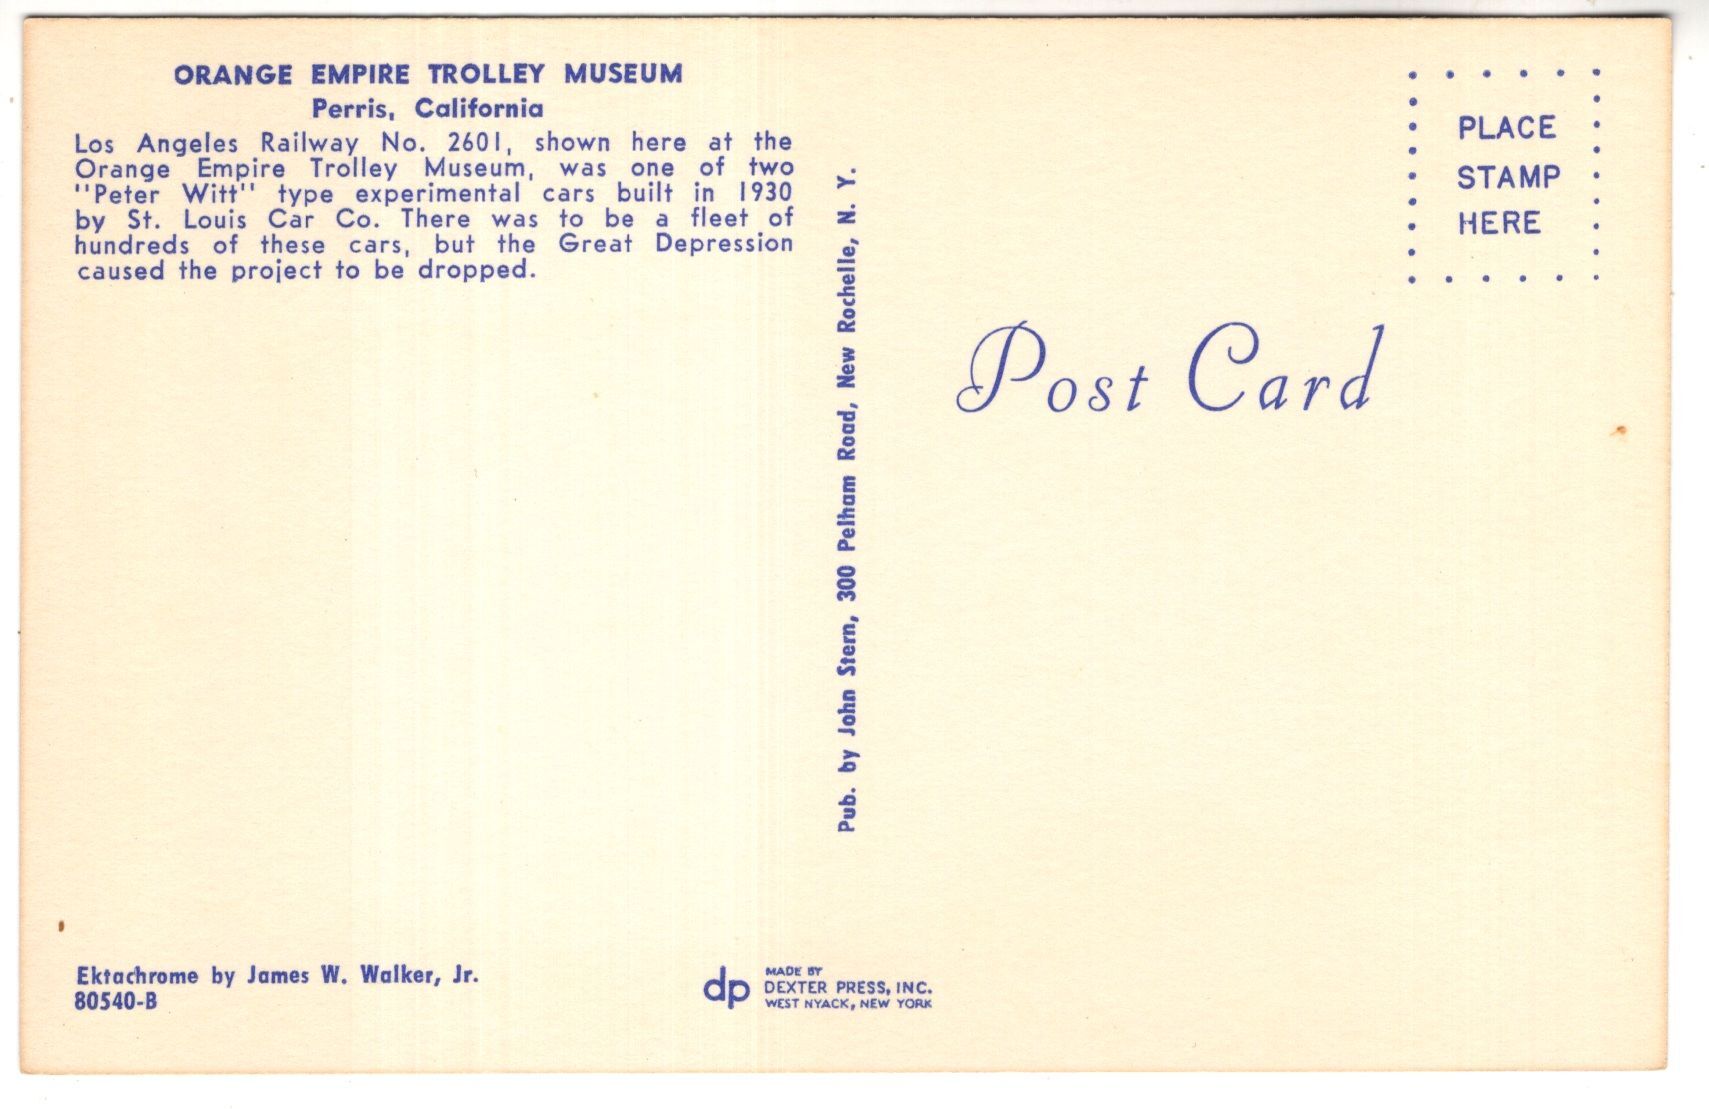 ORANGE EMPIRE TROLLEY MUSEUM
Perris, California
Los Angeles Railway No. 2601, shown here at the
Orange Empire Trolley Museum, was one of two
"Peter Witt" type experimental cars built in 1930
by St. Louis Car Co. There was to be a fleet of
hundreds of these cars, but the Great Depression
caused the project to be dropped.
Ektachrome by James W. Walker, Jr.
80540-B
Pub. by John Stern, 300 Pelham Road, New Rochelle, N. Y.
dp
MADE BY
DEXTER PRESS, INC.
WEST NYACK, NEW YORK
PLACE
STAMP
HERE
Post Card